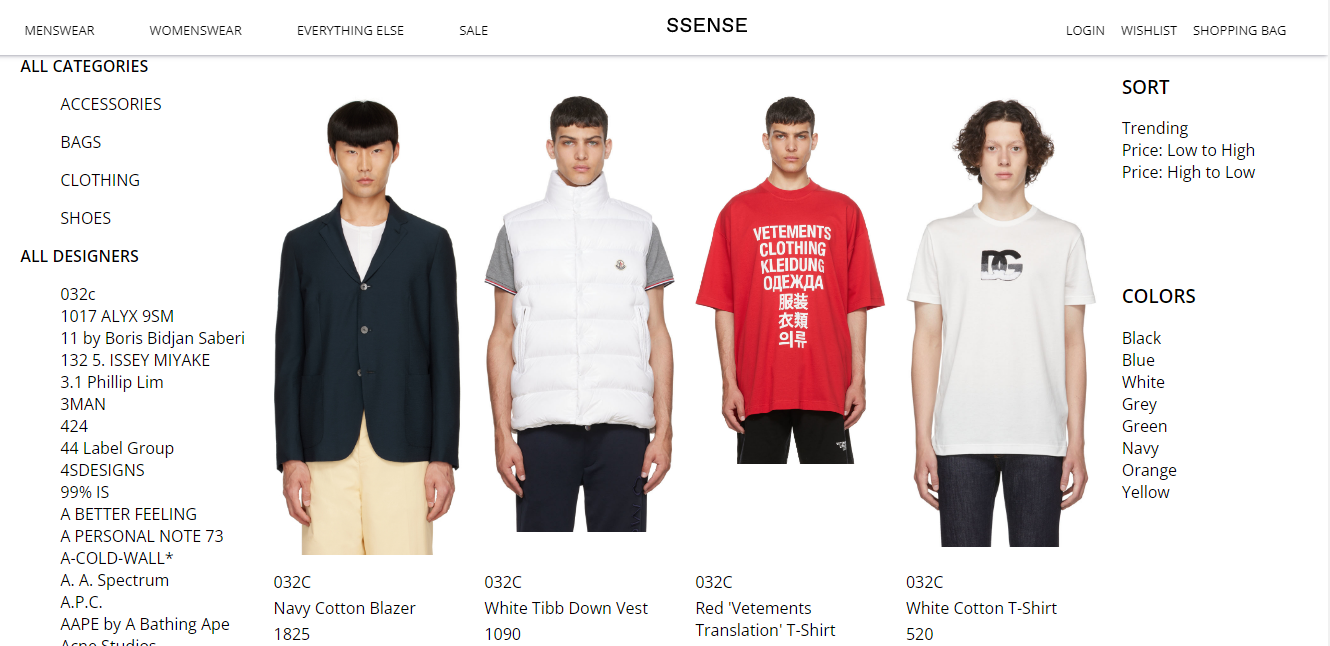 MENSWEAR
WOMENSWEAR
EVERYTHING ELSE
SALE
SSENSE
LOGIN
WISHLIST
SHOPPING BAG
ALL CATEGORIES
ACCESSORIES
BAGS
CLOTHING
SHOES
ALL DESIGNERS
032c
1017 ALYX 9SM
11 by Boris Bidjan Saberi
132 5. ISSEY MIYAKE
3.1 Phillip Lim
3MAN
424
44 Label Group
4SDESIGNS
99% IS
A BETTER FEELING
A PERSONAL NOTE 73
A-COLD-WALL*
A. A. Spectrum
A.P.C.
AAPE by A Bathing Ape
Acne Studios
VETEMENTS
CLOTHING
KLEIDUNG
ОДЕЖДА
服装
衣類
의류
DG
032C
Navy Cotton Blazer
1825
032C
White Tibb Down Vest
1090
032C
Red 'Vetements
Translation' T-Shirt
032C
White Cotton T-Shirt
520
SORT
Trending
Price: Low to High
Price: High to Low
COLORS
Black
Blue
White
Grey
Green
Navy
Orange
Yellow